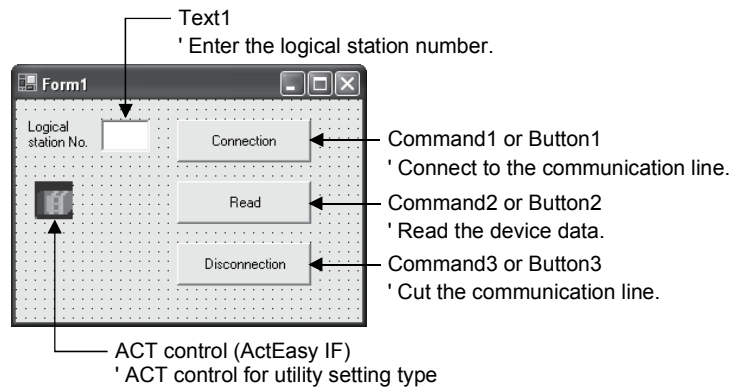 Text1
' Enter the logical station number.
Form1
Logical
station No.
Connection
Command1 or Button1
' Connect to the communication line.
Read
Command2 or Button2
' Read the device data.
Disconnection
Command3 or Button3
' Cut the communication line.
ACT control (ActEasy IF)
' ACT control for utility setting type